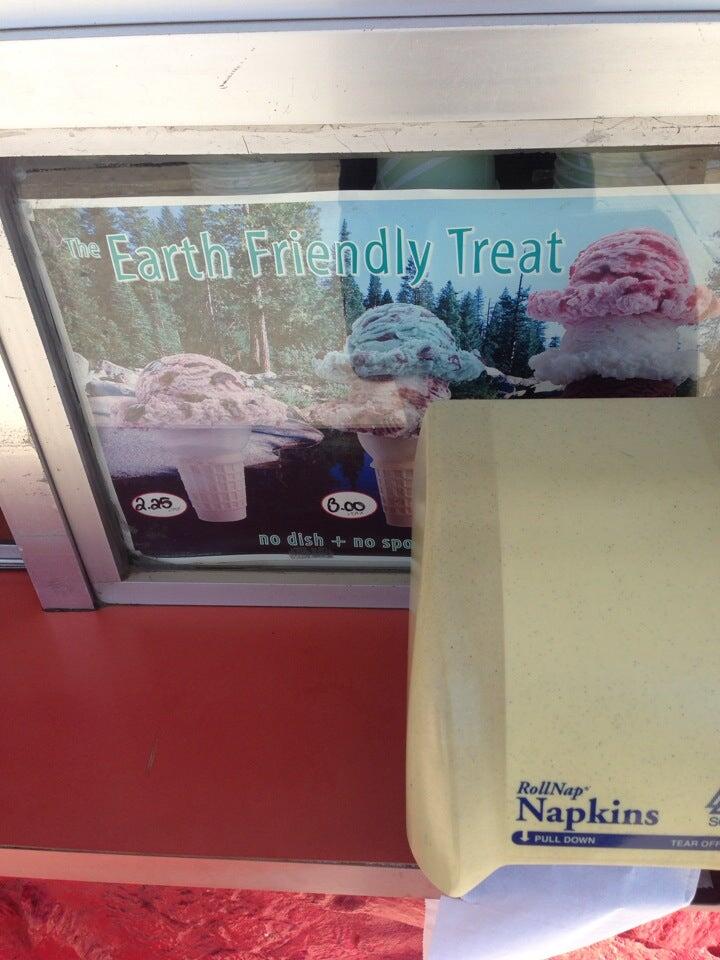 The Earth Friendly Treat
2.25
3.00
no dish + no spo
RollNap®
Napkins
PULL DOWN TEAR OFF